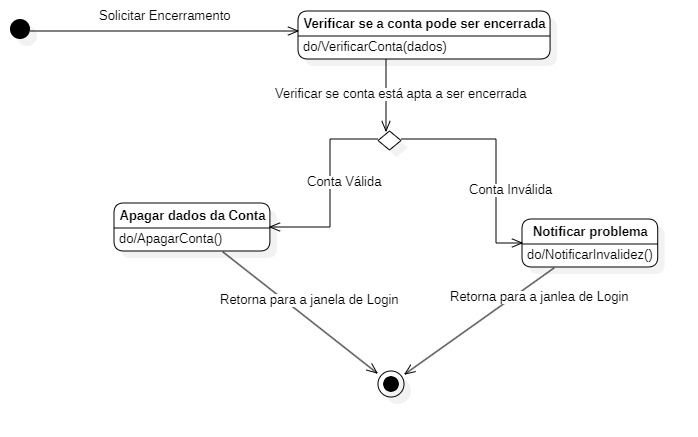 Solicitar Encerramento
Verificar se a conta pode ser encerrada
do/VerificarConta(dados)
Verificar se conta está apta a ser encerrada
Conta Válida
Conta Inválida
Apagar dados da Conta
do/ApagarConta()
Notificar problema
do/NotificarInvalidez()
Retorna para a janela de Login
Retorna para a janlea de Login